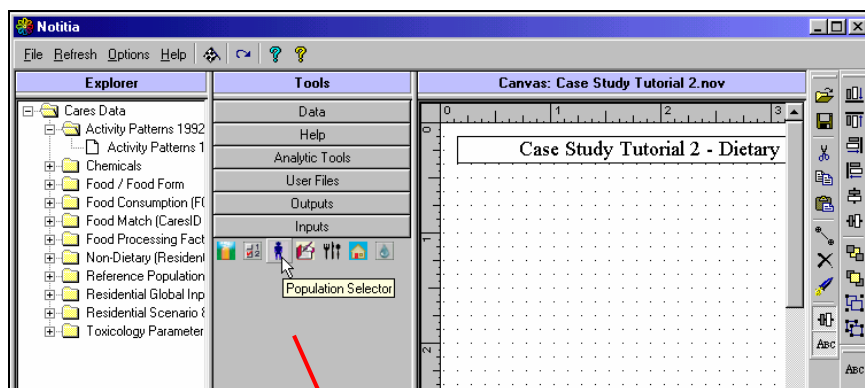 Notitia
File Refresh Options Help
Explorer
Tools
Canvas: Case Study Tutorial 2.nov
Cares Data
Activity Patterns 1992
Activity Patterns 1
Chemicals
Food / Food Form
Food Consumption (F
Food Match (CaresID
Food Processing Fact
Non-Dietary (Resident
Reference Population
Residential Global Inp
Residential Scenario &
Toxicology Parameter
Data
Help
Analytic Tools
User Files
Outputs
Inputs
Population Selector
0 1 2 3
Case Study Tutorial 2 - Dietary
0
1
2
ABC
ABC